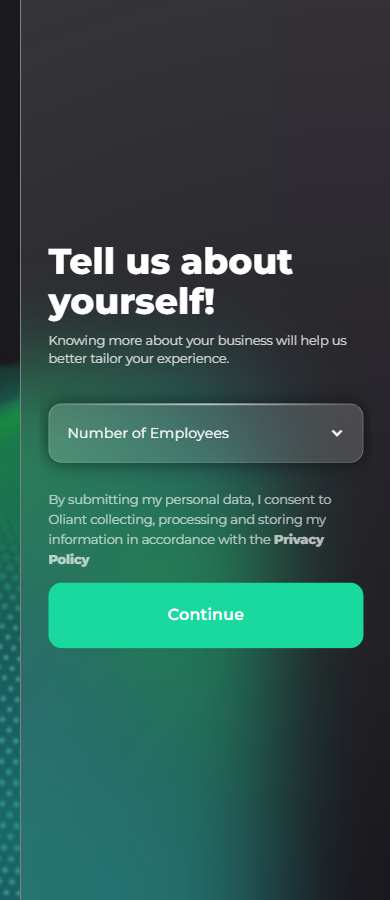 Tell us about
yourself!
Knowing more about your business will help us
better tailor your experience.
Number of Employees
By submitting my personal data, I consent to
Oliant collecting, processing and storing my
information in accordance with the Privacy
Policy
Continue